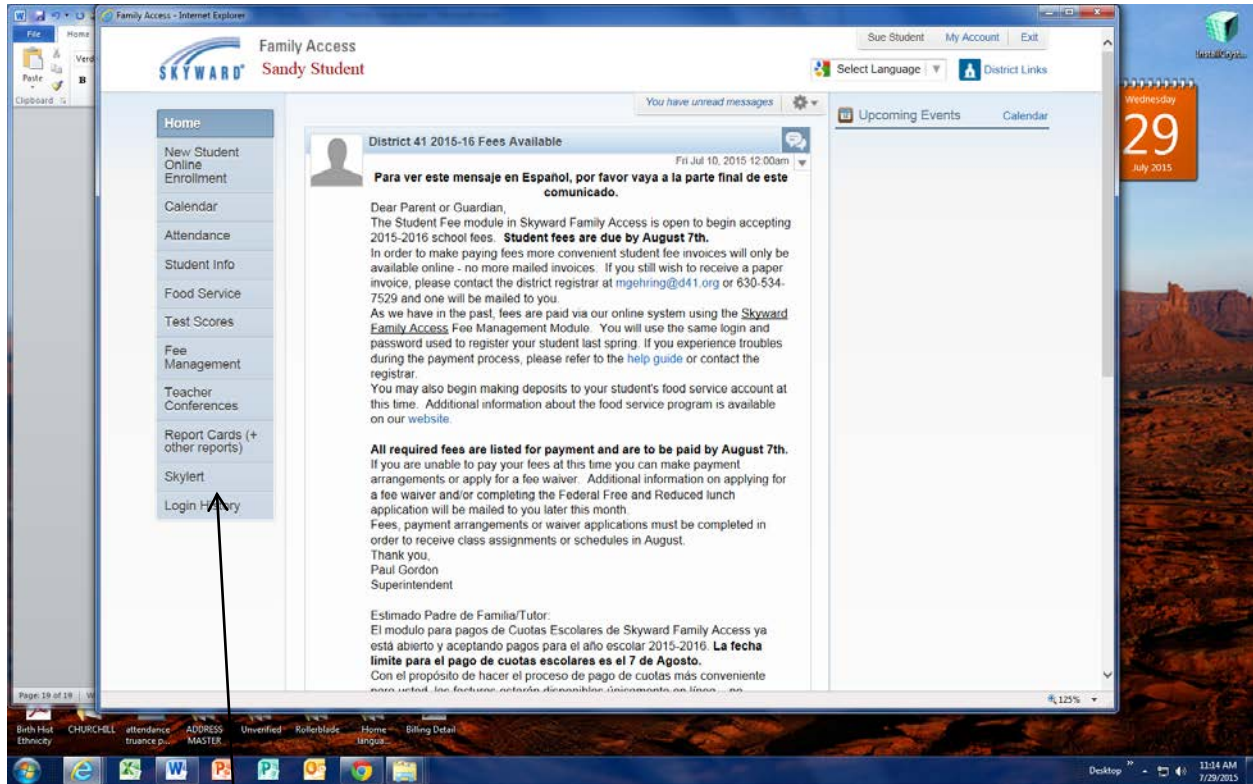 Family Access - Internet Explorer
File Home
Paste
B
Clipboard
SKYWARD®
Family Access
Sandy Student
Sue Student My Account Exit
Select Language ▼ District Links
Home
New Student
Online
Enrollment
Calendar
Attendance
Student Info
Food Service
Test Scores
Fee
Management
Teacher
Conferences
Report Cards (+
other reports)
Skylert
Login History
You have unread messages
District 41 2015-16 Fees Available
Fri Jul 10, 2015 12:00am
Para ver este mensaje en Español, por favor vaya a la parte final de este
comunicado.
Dear Parent or Guardian,
The Student Fee module in Skyward Family Access is open to begin accepting
2015-2016 school fees. Student fees are due by August 7th.
In order to make paying fees more convenient student fee invoices will only be
available online - no more mailed invoices. If you still wish to receive a paper
invoice, please contact the district registrar at mgehring@d41.org or 630-534-
7529 and one will be mailed to you.
As we have in the past, fees are paid via our online system using the Skyward
Family Access Fee Management Module. You will use the same login and
password used to register your student last spring. If you experience troubles
during the payment process, please refer to the help guide or contact the
registrar.
You may also begin making deposits to your student's food service account at
this time. Additional information about the food service program is available
on our website.
All required fees are listed for payment and are to be paid by August 7th.
If you are unable to pay your fees at this time you can make payment
arrangements or apply for a fee waiver. Additional information on applying for
a fee waiver and/or completing the Federal Free and Reduced lunch
application will be mailed to you later this month.
Fees, payment arrangements or waiver applications must be completed in
order to receive class assignments or schedules in August.
Thank you,
Paul Gordon
Superintendent
Estimado Padre de Familia/Tutor:
El modulo para pagos de Cuotas Escolares de Skyward Family Access ya
está abierto y aceptando pagos para el año escolar 2015-2016. La fecha
limite para el pago de cuotas escolares es el 7 de Agosto.
Con el propósito de hacer el proceso de pago de cuotas más conveniente
Upcoming Events Calendar
Wednesday
29
July 2015
Page: 19 of 19
125%
Birth Hist
Ethnicity
CHURCHILL
attendance
truance p...
ADDRESS
MASTER
Unverified
Rollerblade
Home
langua...
Billing Detail
Desktop
11:14 AM
7/29/2015